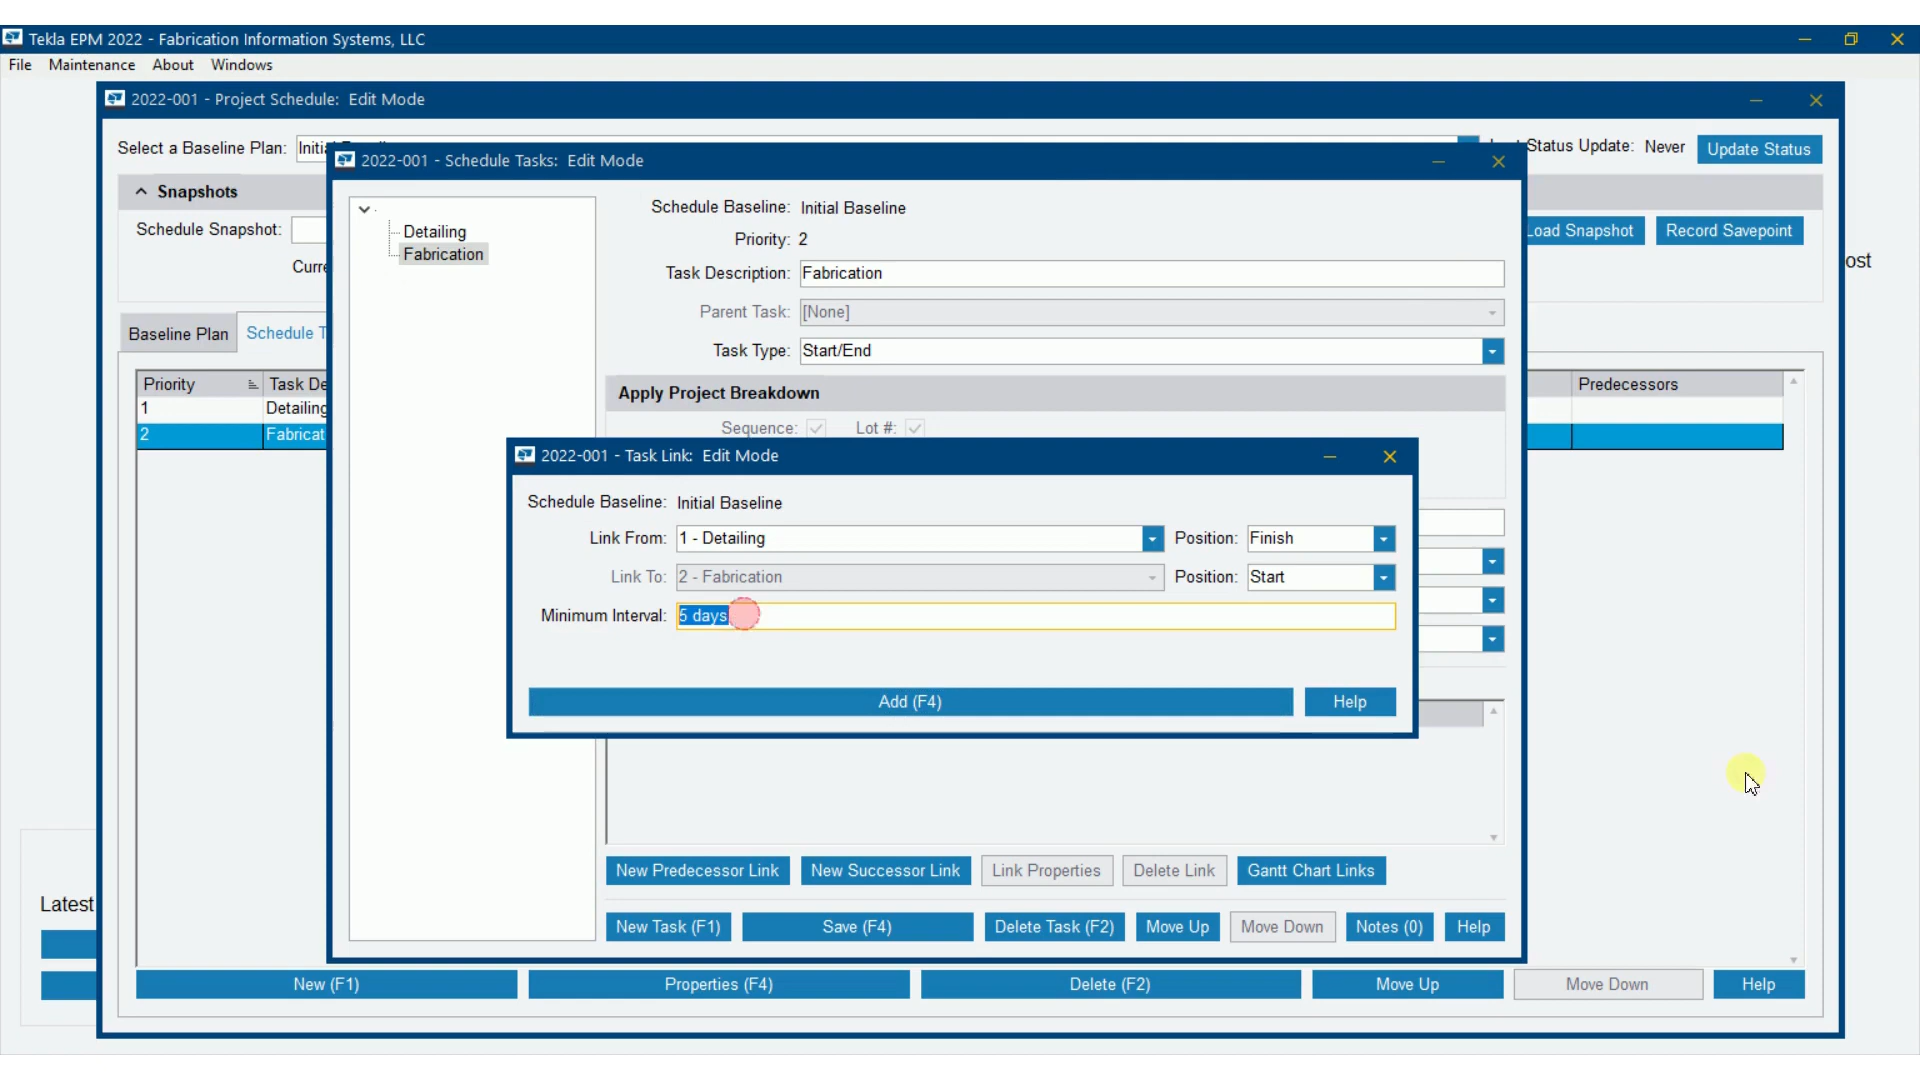 Tekla EPM 2022 - Fabrication Information Systems, LLC
File Maintenance About Windows
2022-001 - Project Schedule: Edit Mode
Select a Baseline Plan: Initi
Status Update: Never Update Status
2022-001 - Schedule Tasks: Edit Mode
Snapshots
Schedule Snapshot:
Load Snapshot Record Savepoint
Curre
ost
Detailing
Fabrication
Schedule Baseline: Initial Baseline
Priority: 2
Task Description: Fabrication
Parent Task: [None]
Task Type: Start/End
Baseline Plan Schedule T
Priority Task De
Predecessors
1 Detailing
2 Fabricat
Apply Project Breakdown
Sequence: Lot #:
2022-001 - Task Link: Edit Mode
Schedule Baseline: Initial Baseline
Link From: 1 - Detailing Position: Finish
Link To: 2 - Fabrication Position: Start
Minimum Interval: 5 days
Add (F4) Help
New Predecessor Link New Successor Link Link Properties Delete Link Gantt Chart Links
Latest
New Task (F1) Save (F4) Delete Task (F2) Move Up Move Down Notes (0) Help
New (F1) Properties (F4) Delete (F2) Move Up Move Down Help